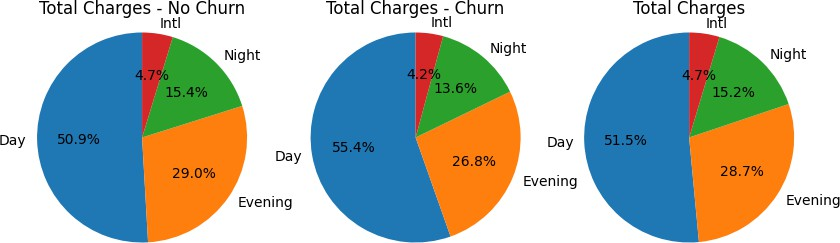 Total Charges - No Churn
Intl
Night
4.7%
15.4%
Day
50.9%
29.0%
Evening
Total Charges - Churn
Intl
Night
4.2%
13.6%
Day
55.4%
26.8%
Evening
Total Charges
Intl
Night
4.7%
15.2%
Day
51.5%
28.7%
Evening